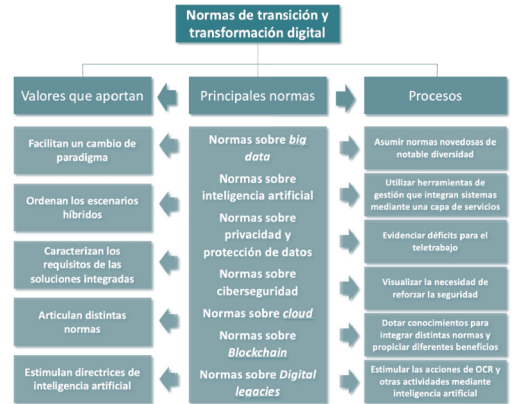 Normas de transición y
transformación digital
Valores que aportan
Principales normas
Procesos
Facilitan un cambio de
paradigma
Ordenan los escenarios
híbridos
Caracterizan los
requisitos de las
soluciones integradas
Articulan distintas
normas
Estimulan directrices de
inteligencia artificial
Normas sobre big
data
Normas sobre
inteligencia artificial
Normas sobre
privacidad y
protección de datos
Normas sobre
ciberseguridad
Normas sobre cloud
Normas sobre
Blockchain
Normas sobre Digital
legacies
Asumir normas novedosas de
notable diversidad
Utilizar herramientas de
gestión que integran sistemas
mediante una capa de servicios
Evidenciar déficits para el
teletrabajo
Visualizar la necesidad de
reforzar la seguridad
Dotar conocimientos para
integrar distintas normas y
propiciar diferentes beneficios
Estimular las acciones de OCR y
otras actividades mediante
inteligencia artificial